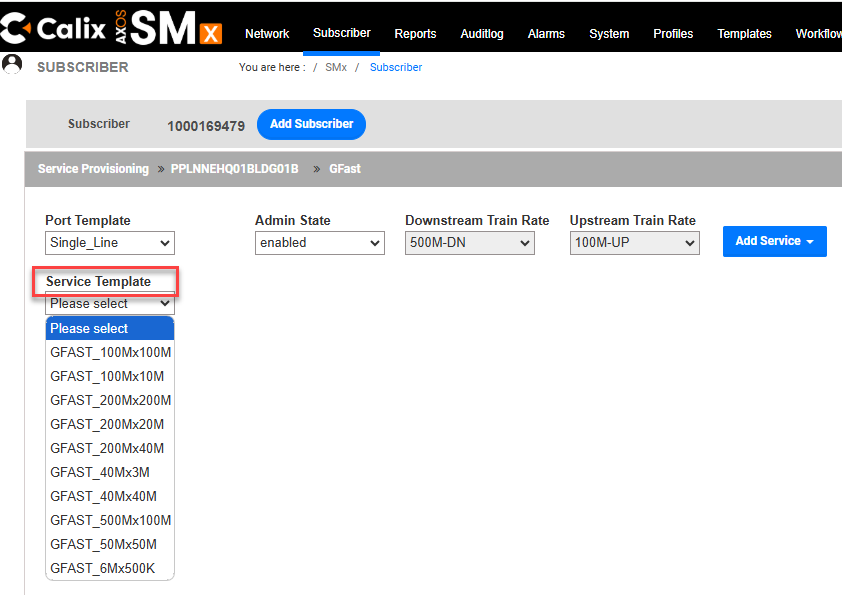 Calix AXOS SMx
Network Subscriber Reports Auditlog Alarms System Profiles Templates Workflow
SUBSCRIBER You are here : / SMx / Subscriber
Subscriber 1000169479 Add Subscriber
Service Provisioning » PPLNNEHQ01BLDG01B » GFast
Port Template Admin State Downstream Train Rate Upstream Train Rate
Single_Line enabled 500M-DN 100M-UP Add Service
Service Template
Please select
Please select
GFAST_100Mx100M
GFAST_100Mx10M
GFAST_200Mx200M
GFAST_200Mx20M
GFAST_200Mx40M
GFAST_40Mx3M
GFAST_40Mx40M
GFAST_500Mx100M
GFAST_50Mx50M
GFAST_6Mx500K